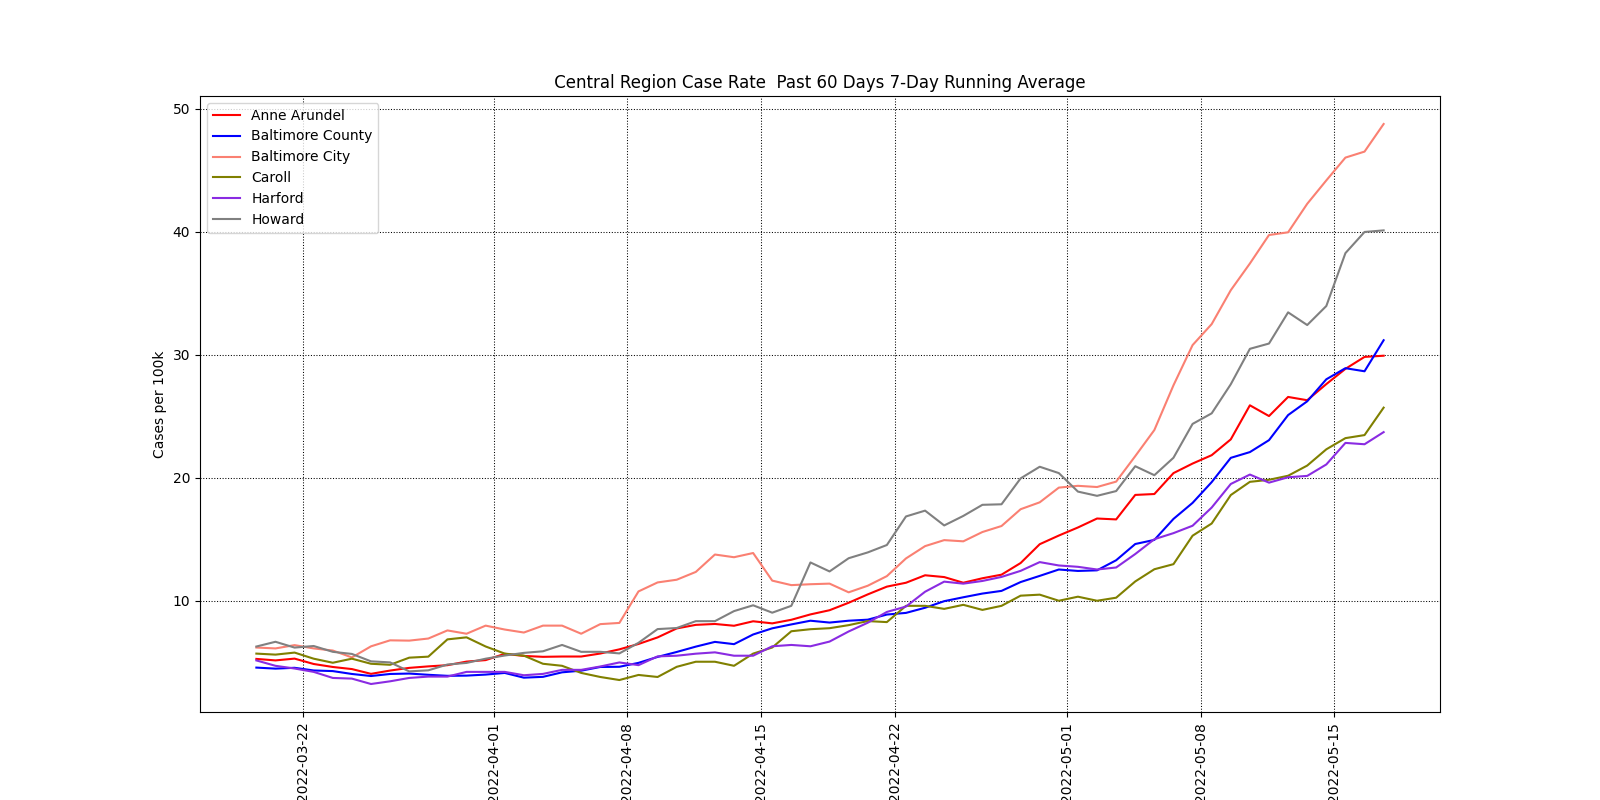 Central Region Case Rate  Past 60 Days 7-Day Running Average
Cases per 100k
50
40
30
20
10
Anne Arundel
Baltimore County
Baltimore City
Caroll
Harford
Howard
2022-03-22
2022-04-01
2022-04-08
2022-04-15
2022-04-22
2022-05-01
2022-05-08
2022-05-15